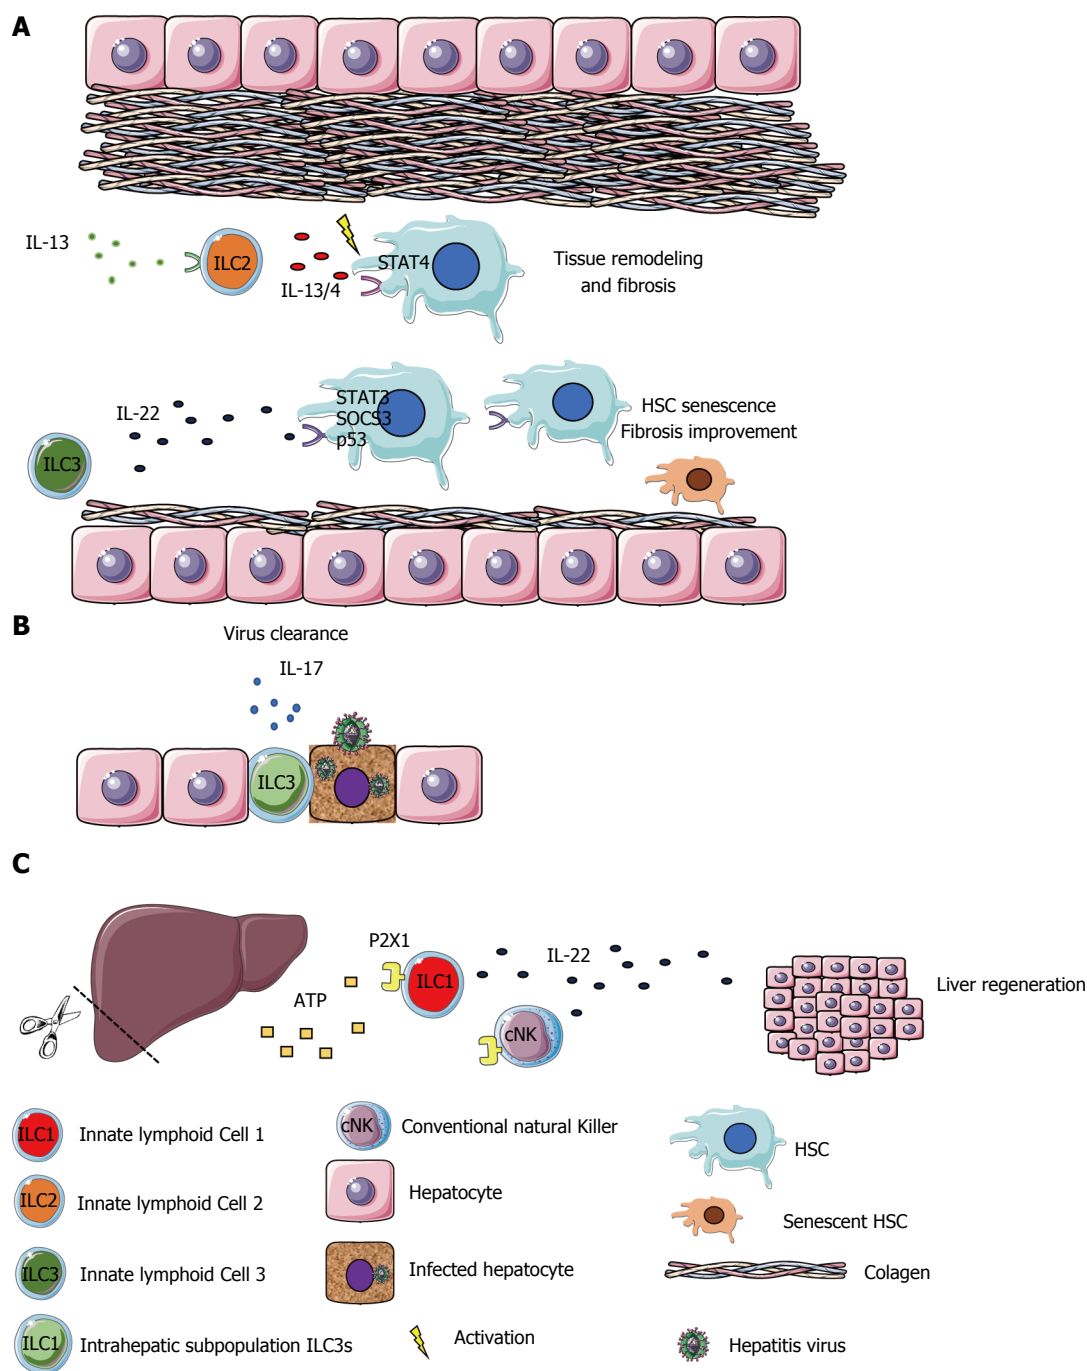 A
IL-13
ILC2
IL-13/4
STAT4
Tissue remodeling
and fibrosis
IL-22
ILC3
STAT3
SOCS3
p53
HSC senescence
Fibrosis improvement
B
Virus clearance
IL-17
ILC3
C
P2X1
ILC1
IL-22
ATP
cNK
Liver regeneration
ILC1 Innate lymphoid Cell 1
cNK Conventional natural Killer
HSC
ILC2 Innate lymphoid Cell 2
Hepatocyte
Senescent HSC
ILC3 Innate lymphoid Cell 3
Infected hepatocyte
Colagen
ILC1 Intrahepatic subpopulation ILC3s
Activation
Hepatitis virus